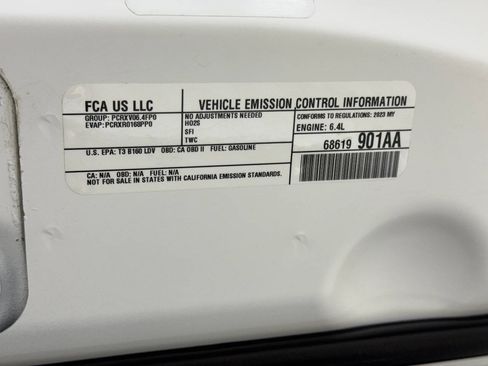 FCA US LLC
GROUP: PCRXV06.4FP0
EVAP: PCRXR0168PP0
VEHICLE EMISSION CONTROL INFORMATION
NO ADJUSTMENTS NEEDED
HO2S
SFI
TWC
CONFORMS TO REGULATIONS: 2023 MY
ENGINE: 6.4L
U.S. EPA: T3 B160 LDV OBD: CA OBD II FUEL: GASOLINE
68619 901AA
CA: N/A OBD: N/A FUEL: N/A
NOT FOR SALE IN STATES WITH CALIFORNIA EMISSION STANDARDS.